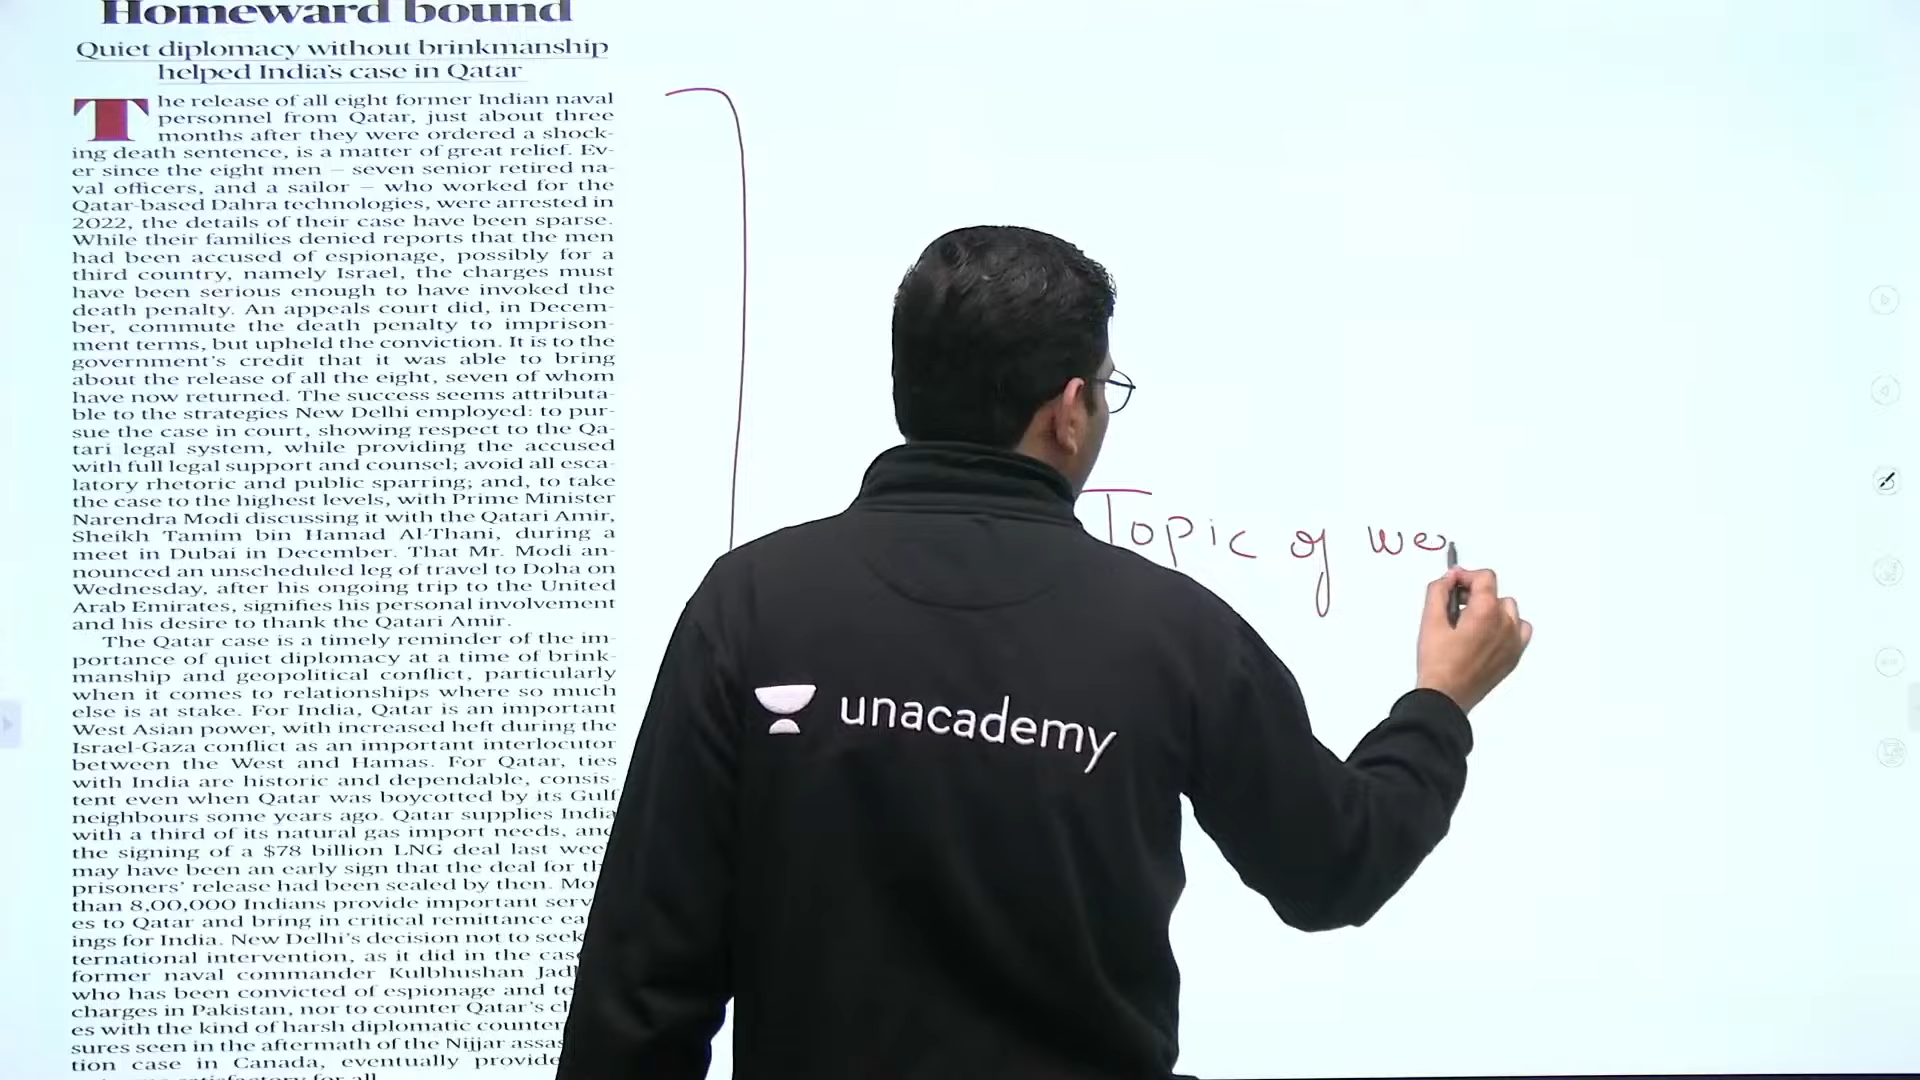 Homeward bound
Quiet diplomacy without brinkmanship
helped India's case in Qatar
The release of all eight former Indian naval
personnel from Qatar, just about three
months after they were ordered a shock-
ing death sentence, is a matter of great relief. Ev-
er since the eight men – seven senior retired na-
val officers, and a sailor – who worked for the
Qatar-based Dahra technologies, were arrested in
2022, the details of their case have been sparse.
While their families denied reports that the men
had been accused of espionage, possibly for a
third country, namely Israel, the charges must
have been serious enough to have invoked the
death penalty. An appeals court did, in Decem-
ber, commute the death penalty to imprison-
ment terms, but upheld the conviction. It is to the
government's credit that it was able to bring
about the release of all the eight, seven of whom
have now returned. The success seems attributa-
ble to the strategies New Delhi employed: to pur-
sue the case in court, showing respect to the Qa-
tari legal system, while providing the accused
with full legal support and counsel; avoid all esca-
latory rhetoric and public sparring; and, to take
the case to the highest levels, with Prime Minister
Narendra Modi discussing it with the Qatari Amir,
Sheikh Tamim bin Hamad Al-Thani, during a
meet in Dubai in December. That Mr. Modi an-
nounced an unscheduled leg of travel to Doha on
Wednesday, after his ongoing trip to the United
Arab Emirates, signifies his personal involvement
and his desire to thank the Qatari Amir.
The Qatar case is a timely reminder of the im-
portance of quiet diplomacy at a time of brink-
manship and geopolitical conflict, particularly
when it comes to relationships where so much
else is at stake. For India, Qatar is an important
West Asian power, with increased heft during the
Israel-Gaza conflict as an important interlocutor
between the West and Hamas. For Qatar, ties
with India are historic and dependable, consis-
tent even when Qatar was boycotted by its Gulf
neighbours some years ago. Qatar supplies India
with a third of its natural gas import needs, and
the signing of a $78 billion LNG deal last
may have been an early sign that the deal for
prisoners' release had been sealed by then.
than 8,00,000 Indians provide important
es to Qatar and bring in critical remittance
ings for India. New Delhi's decision not to seek
ternational intervention, as it did in the
former naval commander Kulbhushan
who has been convicted of espionage and
charges in Pakistan, nor to counter Qatar's
es with the kind of harsh diplomatic counter
sures seen in the aftermath of the Nijjar
tion case in Canada, eventually
satisfactory for all
Topic of we
unacademy